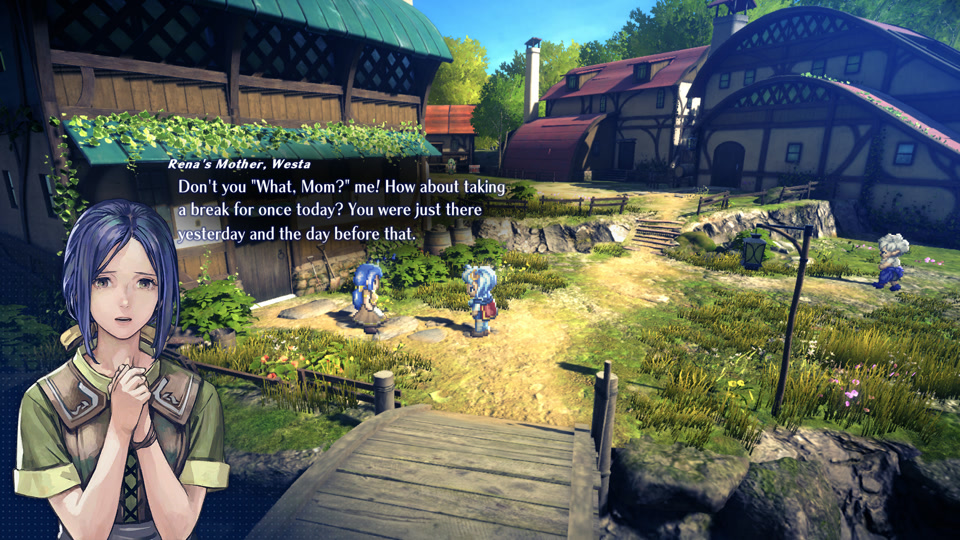 Rena's Mother, Westa
Don't you "What, Mom?" me! How about taking
a break for once today? You were just there
yesterday and the day before that.